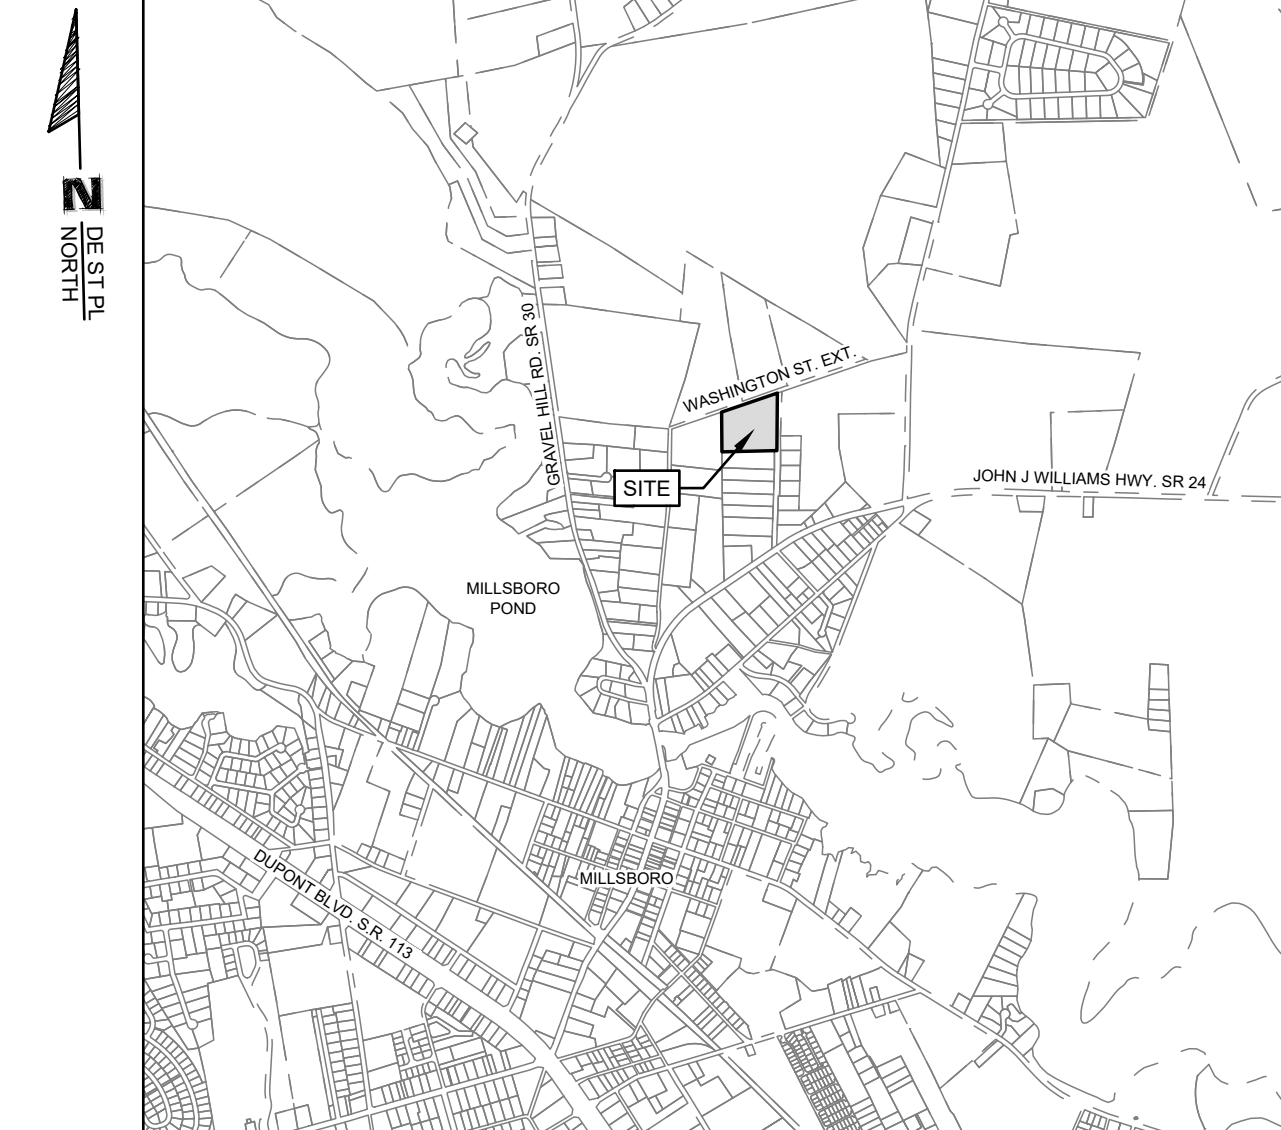 N
DE ST PL
NORTH
GRAVEL HILL RD. SR 30
WASHINGTON ST. EXT.
SITE
JOHN J WILLIAMS HWY. SR 24
MILLSBORO
POND
MILLSBORO
DUPONT BLVD. S.R. 113